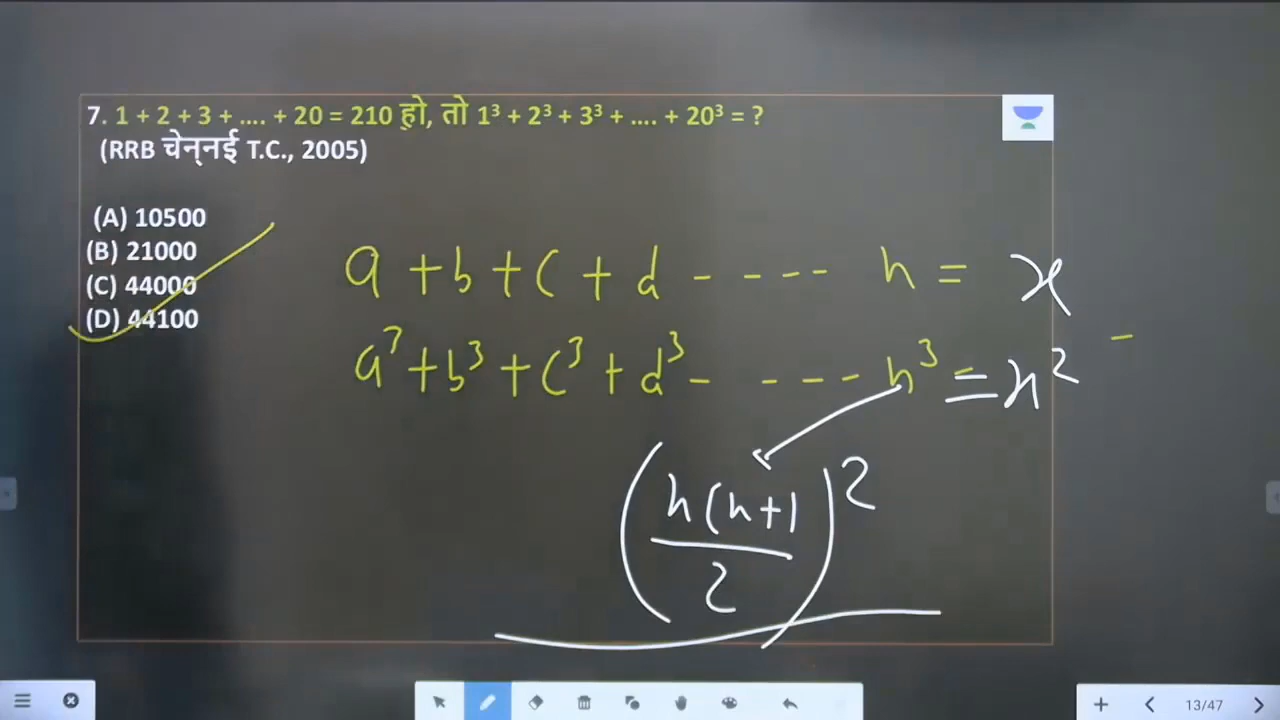 7. 1 + 2 + 3 + .... + 20 = 210 हो, तो 1³ + 2³ + 3³ + .... + 20³ = ?
(RRB चेन्नई T.C., 2005)
(A) 10500
(B) 21000
(C) 44000
(D) 44100
a + b + c + d - - - - - n = x
a³ + b³ + c³ + d³ - - - - - n³ = x²
(n(n+1)/2)²
13/47